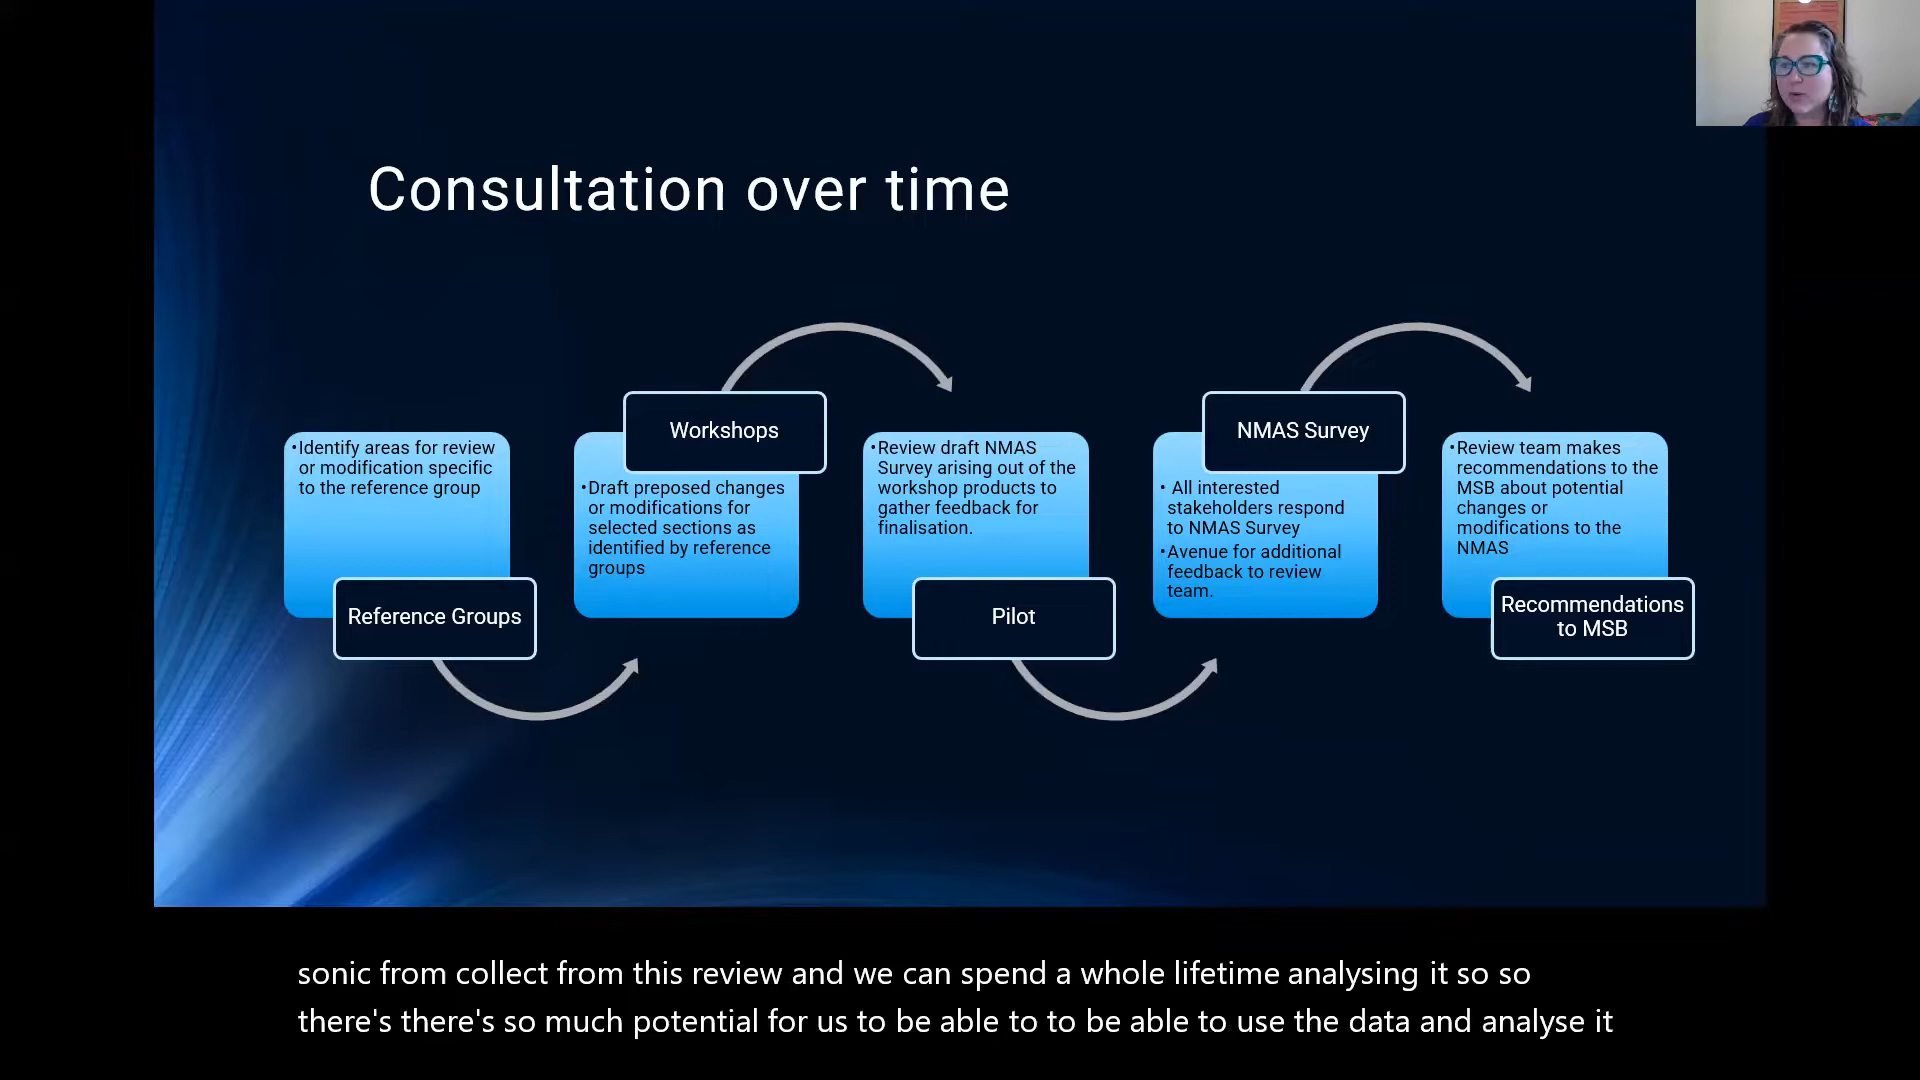 Consultation over time
•Identify areas for review
or modification specific
to the reference group
Reference Groups
Workshops
•Draft preposed changes
or modifications for
selected sections as
identified by reference
groups
•Review draft NMAS
Survey arising out of the
workshop products to
gather feedback for
finalisation.
Pilot
NMAS Survey
• All interested
stakeholders respond
to NMAS Survey
•Avenue for additional
feedback to review
team.
•Review team makes
recommendations to the
MSB about potential
changes or
modifications to the
NMAS
Recommendations
to MSB
sonic from collect from this review and we can spend a whole lifetime analysing it so so
there's there's so much potential for us to be able to to be able to use the data and analyse it